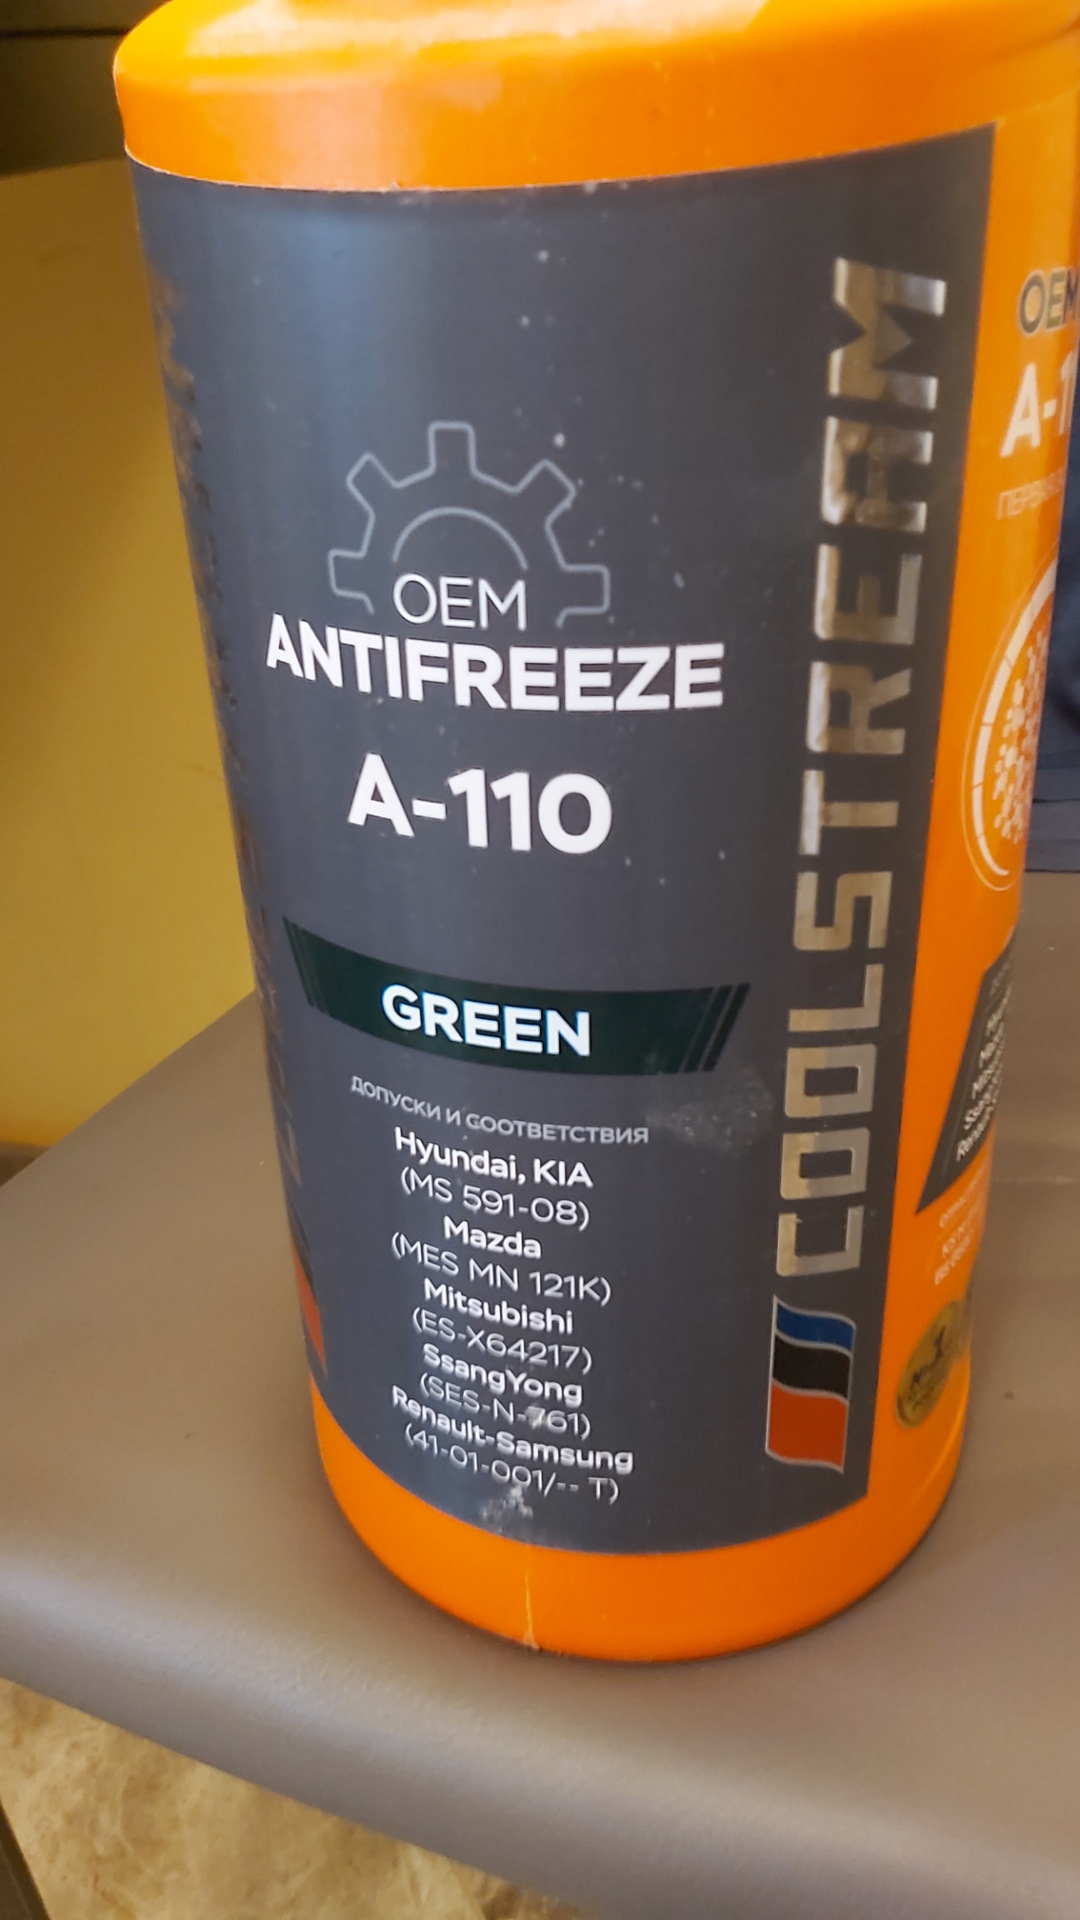 OEM
ANTIFREEZE
A-110
GREEN
ДОПУСКИ И СООТВЕТСТВИЯ
Hyundai, KIA
(MS 591-08)
Mazda
(MES MN 121K)
Mitsubishi
(ES-X64217)
SsangYong
(SES-N-761)
Renault-Samsung
(41-01-001/-- T)
COOLSTREAM
OEM